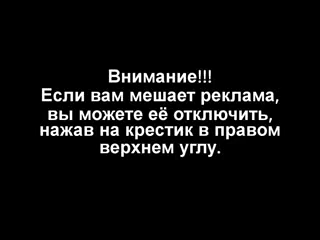 Внимание!!!
Если вам мешает реклама,
вы можете её отключить,
нажав на крестик в правом
верхнем углу.